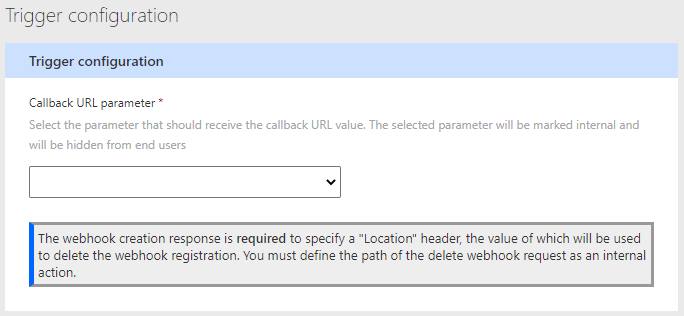 Trigger configuration
Trigger configuration
Callback URL parameter *
Select the parameter that should receive the callback URL value. The selected parameter will be marked internal and
will be hidden from end users
The webhook creation response is required to specify a "Location" header, the value of which will be used
to delete the webhook registration. You must define the path of the delete webhook request as an internal
action.